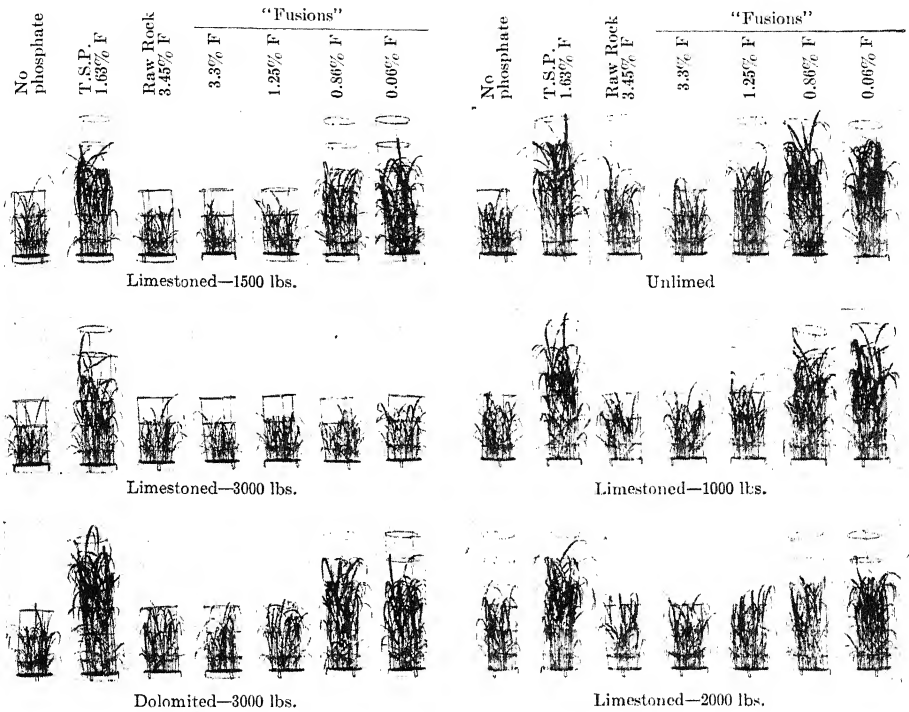 "Fusions"
No phosphate
T.S.P. 1.63% F
Raw Rock 3.45% F
3.3% F
1.25% F
0.86% F
0.06% F
"Fusions"
No phosphate
T.S.P. 1.63% F
Raw Rock 3.45% F
3.3% F
1.25% F
0.86% F
0.06% F
Limestoned—1500 lbs.
Unlimed
Limestoned—3000 lbs.
Limestoned—1000 lbs.
Dolomited—3000 lbs.
Limestoned—2000 lbs.